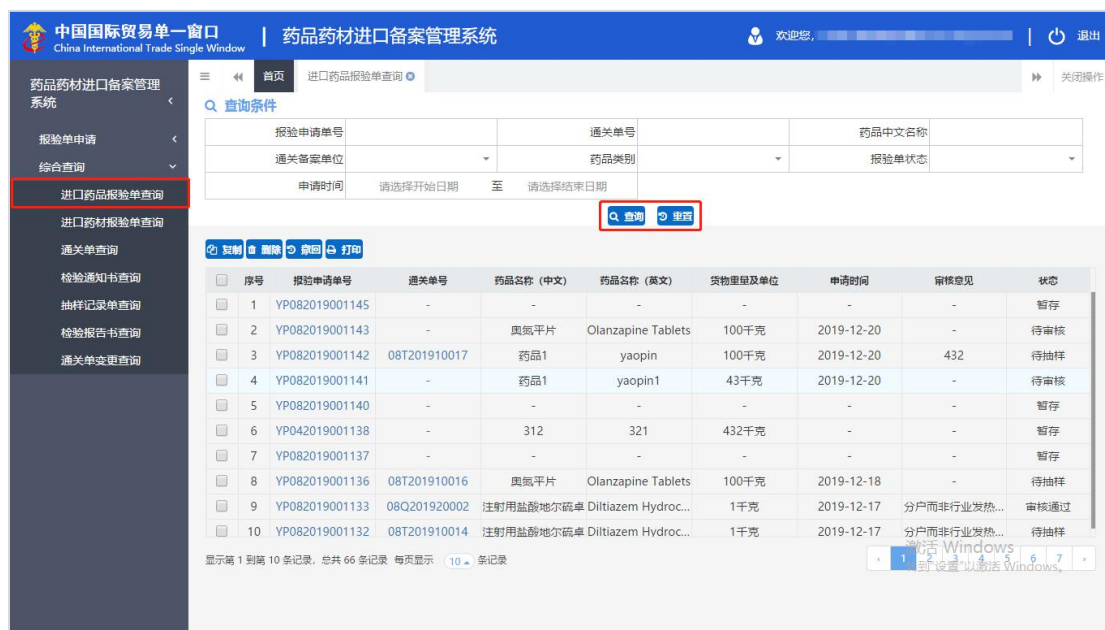 中国国际贸易单一窗口 | 药品药材进口备案管理系统 欢迎您, | 退出
China International Trade Single Window
药品药材进口备案管理系统
首页 进口药品报验单查询 关闭操作
查询条件
报验申请单号 通关单号 药品中文名称
通关备案单位 药品类别 报验单状态
申请时间 请选择开始日期 至 请选择结束日期
查询 重置
报验单申请
综合查询
进口药品报验单查询
进口药材报验单查询
通关单查询
检验通知书查询
抽样记录单查询
检验报告书查询
通关单变更查询
复制 删除 撤回 打印
序号 报验申请单号 通关单号 药品名称（中文） 药品名称（英文） 货物重量及单位 申请时间 审核意见 状态
1 YP082019001145 - - - - - - 暂存
2 YP082019001143 - 奥氮平片 Olanzapine Tablets 100千克 2019-12-20 - 待审核
3 YP082019001142 08T201910017 药品1 yaopin 100千克 2019-12-20 432 待抽样
4 YP082019001141 - 药品1 yaopin1 43千克 2019-12-20 - 待审核
5 YP082019001140 - - - - - - 暂存
6 YP042019001138 - 312 321 432千克 - - 暂存
7 YP082019001137 - - - - - - 暂存
8 YP082019001136 08T201910016 奥氮平片 Olanzapine Tablets 100千克 2019-12-18 - 待抽样
9 YP082019001133 08Q201920002 注射用盐酸地尔硫卓 Diltiazem Hydroc... 1千克 2019-12-17 分户而非行业发热... 审核通过
10 YP082019001132 08T201910014 注射用盐酸地尔硫卓 Diltiazem Hydroc... 1千克 2019-12-17 分户而非行业发热... 待抽样
显示第 1 到第 10 条记录，总共 66 条记录 每页显示 10 条记录
1 2 3 4 5 6 7
激活 Windows
转到"设置"以激活 Windows。